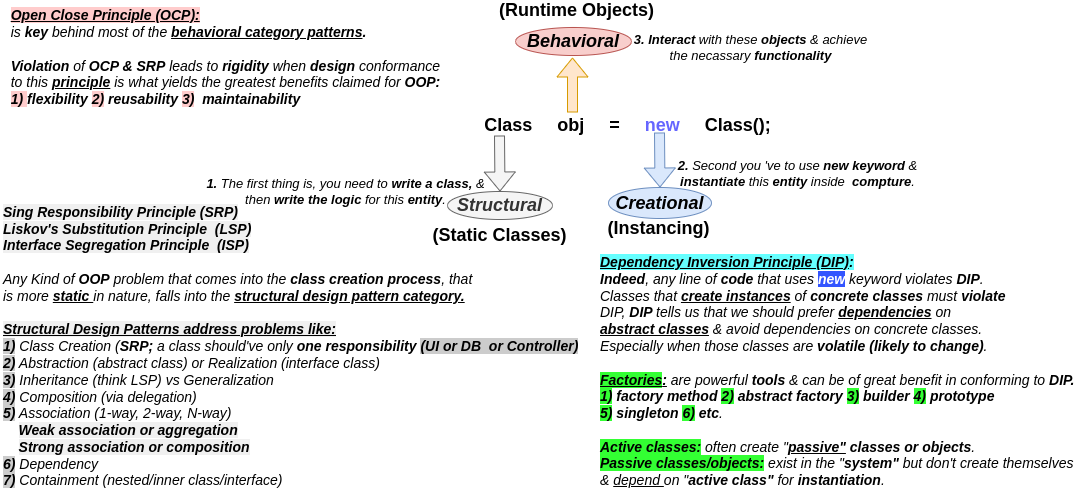 Open Close Principle (OCP):
is key behind most of the behavioral category patterns.
Violation of OCP & SRP leads to rigidity when design conformance
to this principle is what yields the greatest benefits claimed for OOP:
1) flexibility 2) reusability 3) maintainability
(Runtime Objects)
Behavioral
3. Interact with these objects & achieve
the necassary functionality
Class obj = new Class();
1. The first thing is, you need to write a class, &
then write the logic for this entity.
Structural
(Static Classes)
2. Second you 've to use new keyword &
instantiate this entity inside compture.
Creational
(Instancing)
Sing Responsibility Principle (SRP)
Liskov's Substitution Principle (LSP)
Interface Segregation Principle (ISP)
Any Kind of OOP problem that comes into the class creation process, that
is more static in nature, falls into the structural design pattern category.
Structural Design Patterns address problems like:
1) Class Creation (SRP; a class should've only one responsibility (UI or DB or Controller)
2) Abstraction (abstract class) or Realization (interface class)
3) Inheritance (think LSP) vs Generalization
4) Composition (via delegation)
5) Association (1-way, 2-way, N-way)
Weak association or aggregation
Strong association or composition
6) Dependency
7) Containment (nested/inner class/interface)
Dependency Inversion Principle (DIP):
Indeed, any line of code that uses new keyword violates DIP.
Classes that create instances of concrete classes must violate
DIP, DIP tells us that we should prefer dependencies on
abstract classes & avoid dependencies on concrete classes.
Especially when those classes are volatile (likely to change).
Factories: are powerful tools & can be of great benefit in conforming to DIP.
1) factory method 2) abstract factory 3) builder 4) prototype
5) singleton 6) etc.
Active classes: often create "passive" classes or objects.
Passive classes/objects: exist in the "system" but don't create themselves
& depend on "active class" for instantiation.